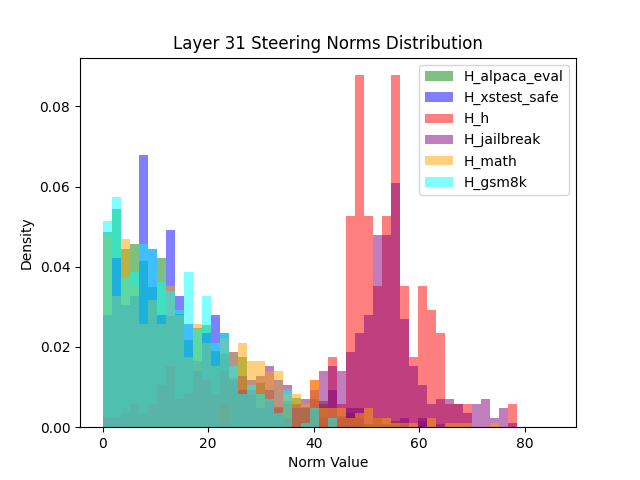 Layer 31 Steering Norms Distribution
H_alpaca_eval
H_xstest_safe
H_h
H_jailbreak
H_math
H_gsm8k
Density
0.08
0.06
0.04
0.02
0.00
0
20
40
60
80
Norm Value